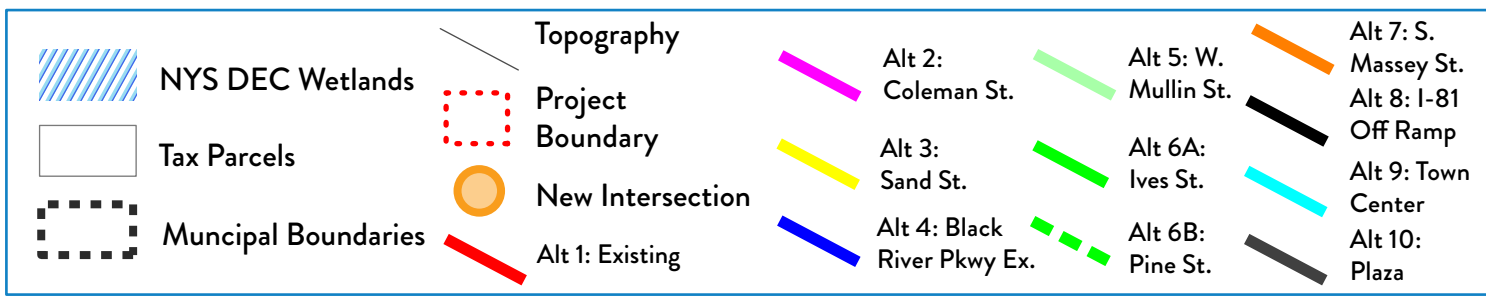 NYS DEC Wetlands
Tax Parcels
Muncipal Boundaries
Topography
Project
Boundary
New Intersection
Alt 1: Existing
Alt 2:
Coleman St.
Alt 3:
Sand St.
Alt 4: Black
River Pkwy Ex.
Alt 5: W.
Mullin St.
Alt 6A:
Ives St.
Alt 6B:
Pine St.
Alt 7: S.
Massey St.
Alt 8: I-81
Off Ramp
Alt 9: Town
Center
Alt 10:
Plaza